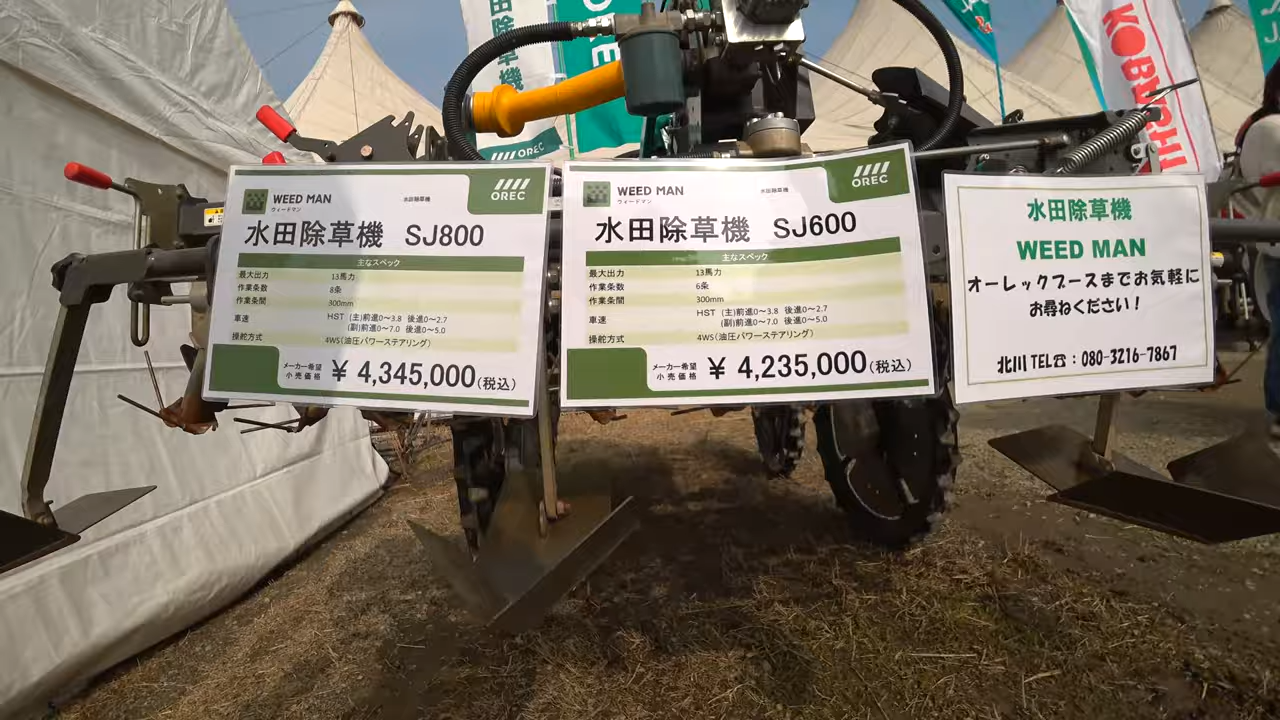 水田除草機
OREC
KOBUSHI
WEED MAN
ウィードマン
水田除草機
OREC
水田除草機 SJ800
主なスペック
最大出力 13馬力
作業条数 8条
作業条間 300mm
車速 HST (主)前進0〜3.8 後進0〜2.7
(副)前進0〜7.0 後進0〜5.0
操舵方式 4WS(油圧パワーステアリング)
メーカー希望
小売価格 ¥ 4,345,000(税込)
WEED MAN
ウィードマン
水田除草機
OREC
水田除草機 SJ600
主なスペック
最大出力 13馬力
作業条数 6条
作業条間 300mm
車速 HST (主)前進0〜3.8 後進0〜2.7
(副)前進0〜7.0 後進0〜5.0
操舵方式 4WS(油圧パワーステアリング)
メーカー希望
小売価格 ¥ 4,235,000(税込)
水田除草機
WEED MAN
オーレックブースまでお気軽に
お尋ねください!
北川 TEL☎:080-3216-7867